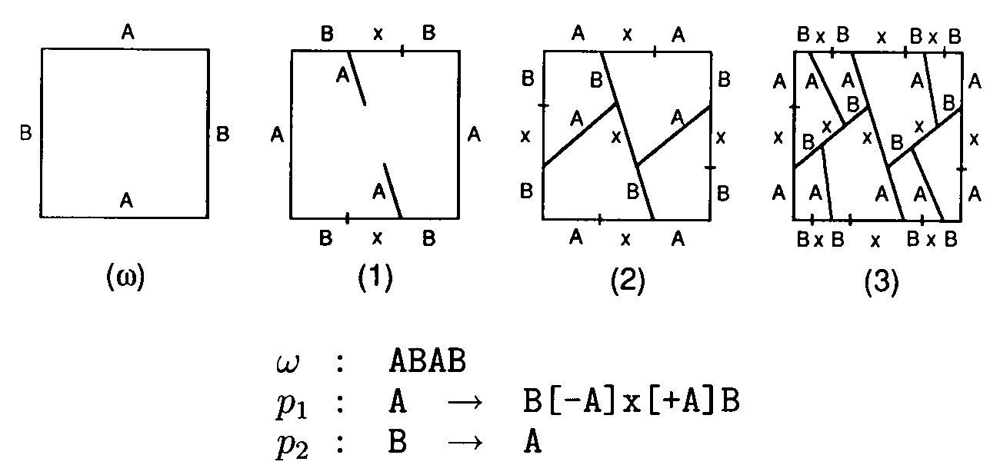 A
B B
A
(ω)
B x B
A
A A
A
B x B
(1)
A x A
B B B
A A
x x x
B B B
A x A
(2)
B x B x B x B
A A A A A
B B
x x
x x x
B B
A A A A A
B x B x B x B
(3)
ω : ABAB
p₁ : A → B[-A]x[+A]B
p₂ : B → A